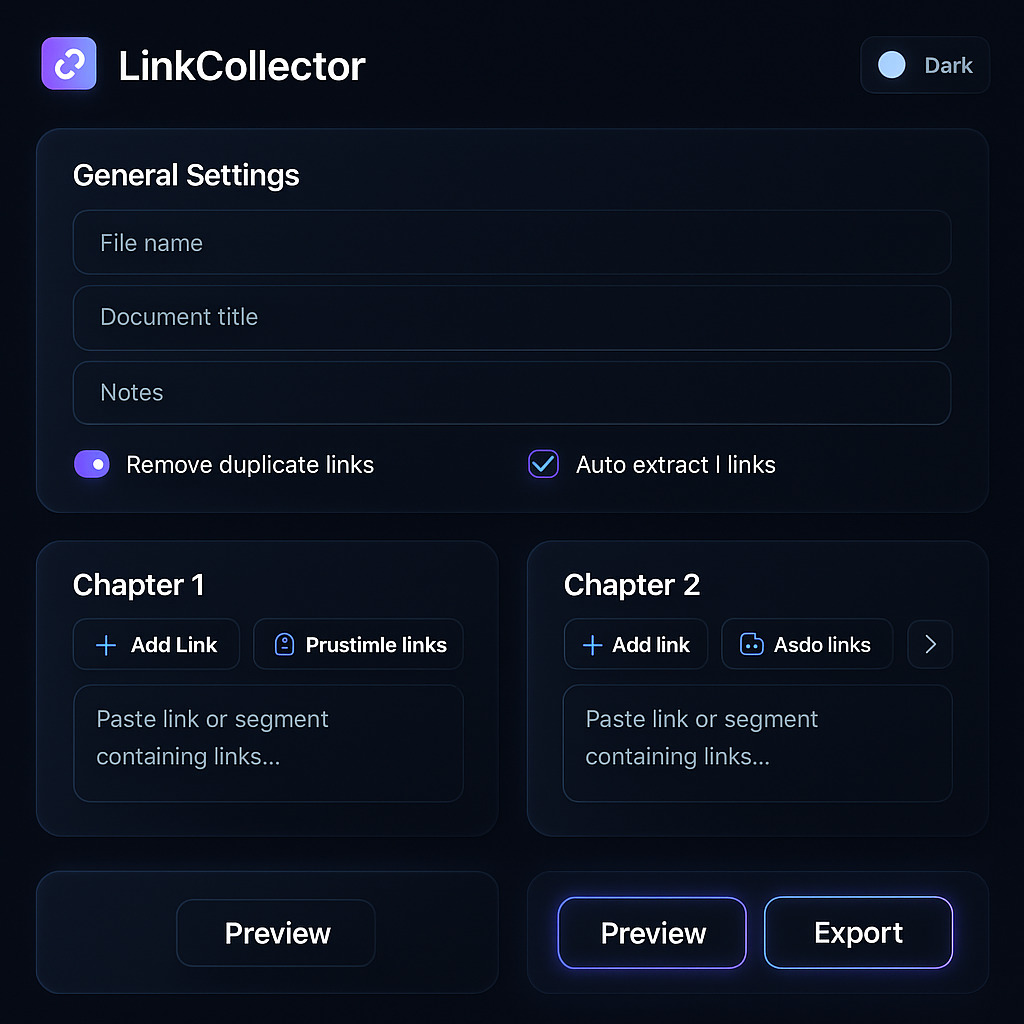 LinkCollector
Dark
General Settings
File name
Document title
Notes
Remove duplicate links
Auto extract l links
Chapter 1
Add Link
Prustimle links
Paste link or segment
containing links...
Chapter 2
Add link
Asdo links
Paste link or segment
containing links...
Preview
Preview
Export